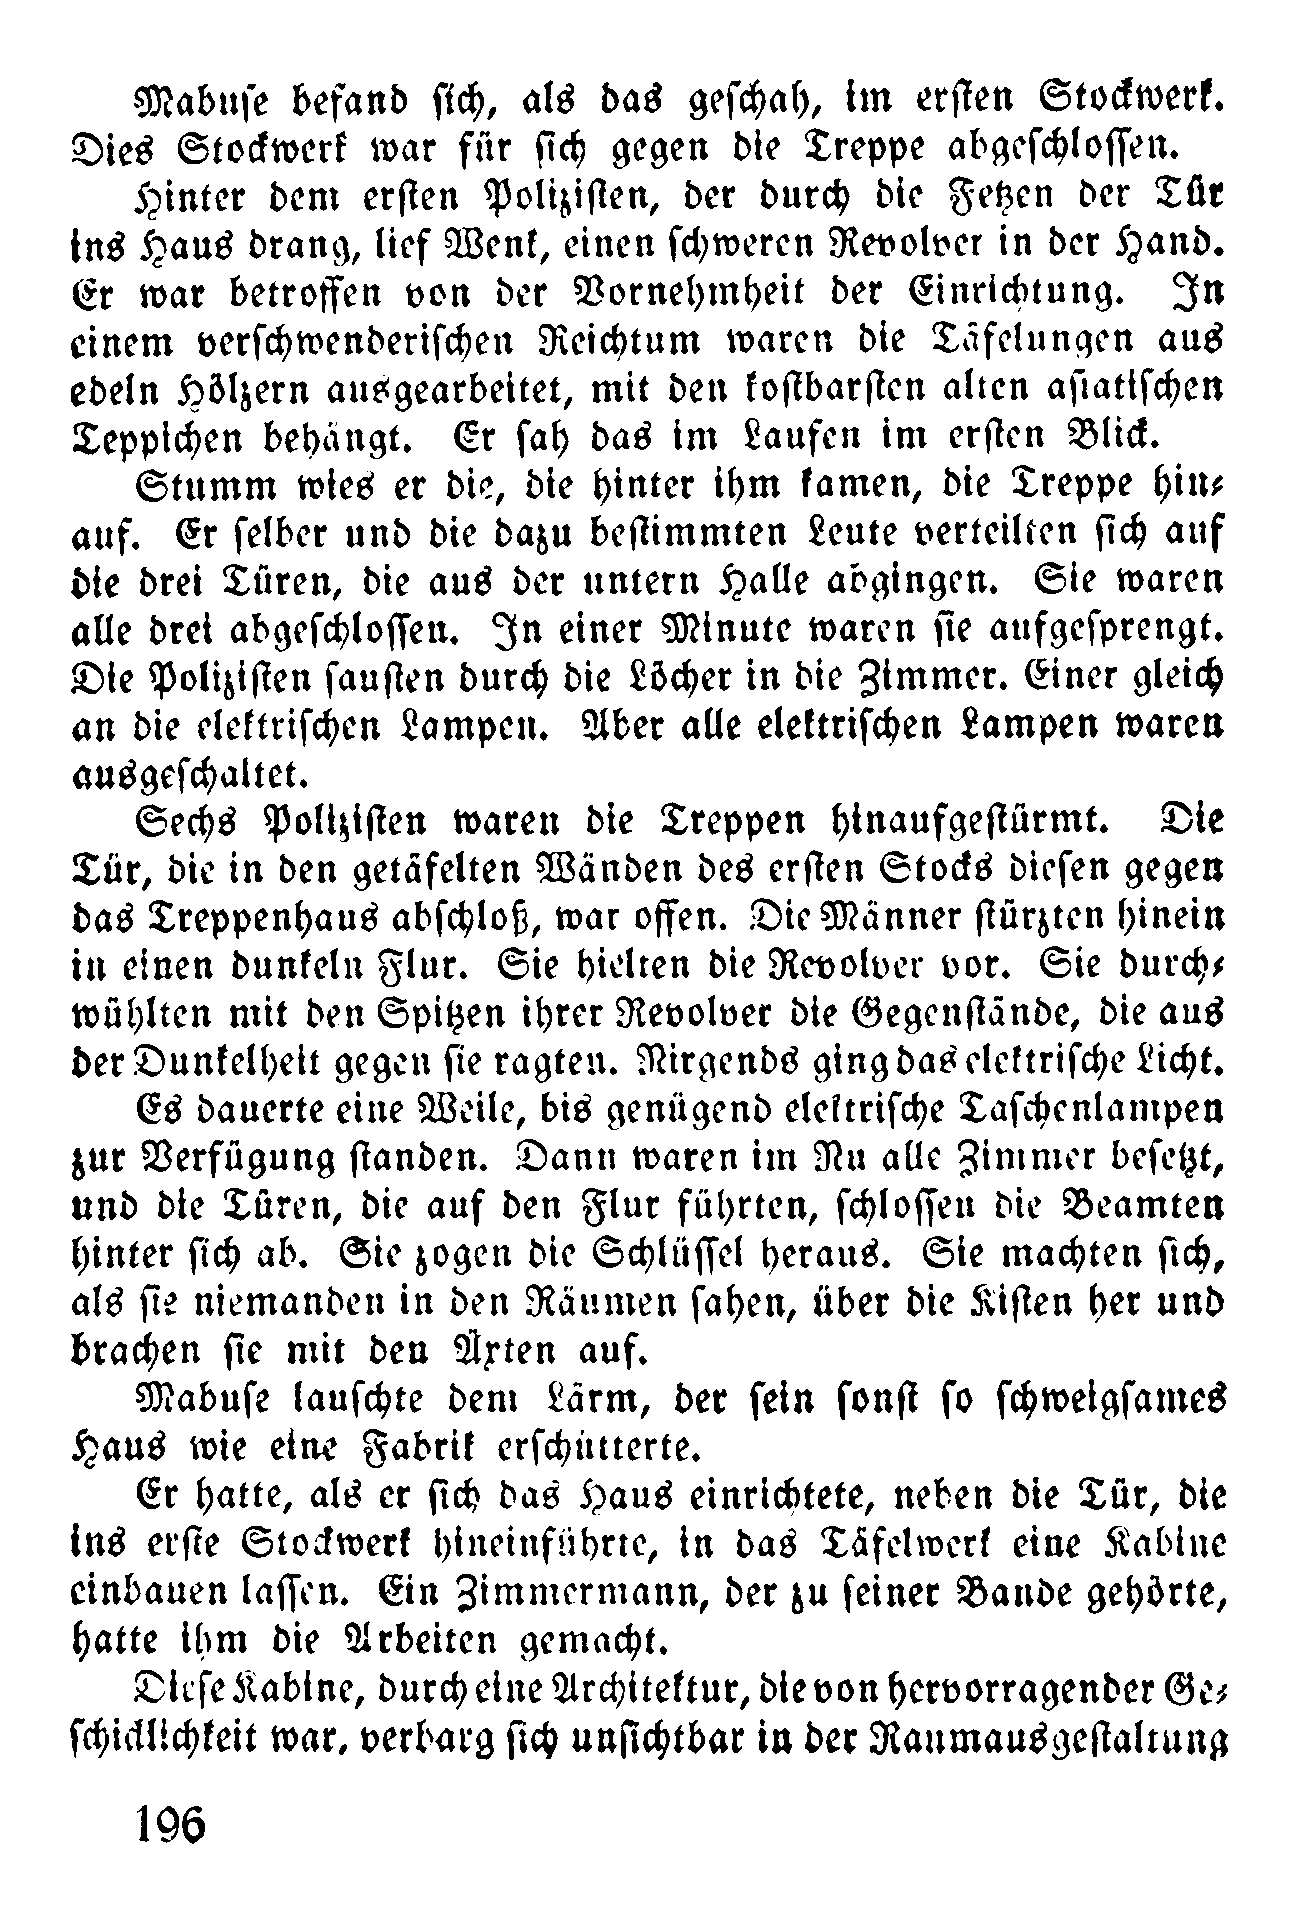 Mabuse befand sich, als das geschah, im ersten Stockwerk.
Dies Stockwerk war für sich gegen die Treppe abgeschlossen.
Hinter dem ersten Polizisten, der durch die Fetzen der Tür
ins Haus drang, lief Wenk, einen schweren Revolver in der Hand.
Er war betroffen von der Vornehmheit der Einrichtung. In
einem verschwenderischen Reichtum waren die Täfelungen aus
edeln Hölzern ausgearbeitet, mit den kostbarsten alten asiatischen
Teppichen behängt. Er sah das im Laufen im ersten Blick.
Stumm wies er die, die hinter ihm kamen, die Treppe hin-
auf. Er selber und die dazu bestimmten Leute verteilten sich auf
die drei Türen, die aus der untern Halle abgingen. Sie waren
alle drei abgeschlossen. In einer Minute waren sie aufgesprengt.
Die Polizisten sausten durch die Löcher in die Zimmer. Einer gleich
an die elektrischen Lampen. Aber alle elektrischen Lampen waren
ausgeschaltet.
Sechs Polizisten waren die Treppen hinaufgestürmt. Die
Tür, die in den getäfelten Wänden des ersten Stocks diesen gegen
das Treppenhaus abschloß, war offen. Die Männer stürzten hinein
in einen dunkeln Flur. Sie hielten die Revolver vor. Sie durch-
wühlten mit den Spitzen ihrer Revolver die Gegenstände, die aus
der Dunkelheit gegen sie ragten. Nirgends ging das elektrische Licht.
Es dauerte eine Weile, bis genügend elektrische Taschenlampen
zur Verfügung standen. Dann waren im Nu alle Zimmer besetzt,
und die Türen, die auf den Flur führten, schlossen die Beamten
hinter sich ab. Sie zogen die Schlüssel heraus. Sie machten sich,
als sie niemanden in den Räumen sahen, über die Kisten her und
brachen sie mit den Äxten auf.
Mabuse lauschte dem Lärm, der sein sonst so schweigsames
Haus wie eine Fabrik erschütterte.
Er hatte, als er sich das Haus einrichtete, neben die Tür, die
ins erste Stockwerk hineinführte, in das Täfelwerk eine Kabine
einbauen lassen. Ein Zimmermann, der zu seiner Bande gehörte,
hatte ihm die Arbeiten gemacht.
Diese Kabine, durch eine Architektur, die von hervorragender Ge-
schicklichkeit war, verbarg sich unsichtbar in der Raumausgestaltung
196